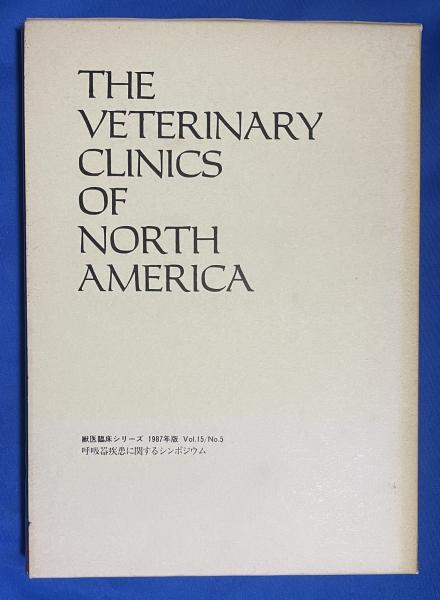 THE
VETERINARY
CLINICS
OF
NORTH
AMERICA
獣医臨床シリーズ 1987年版 Vol.15/No.5
呼吸器疾患に関するシンポジウム